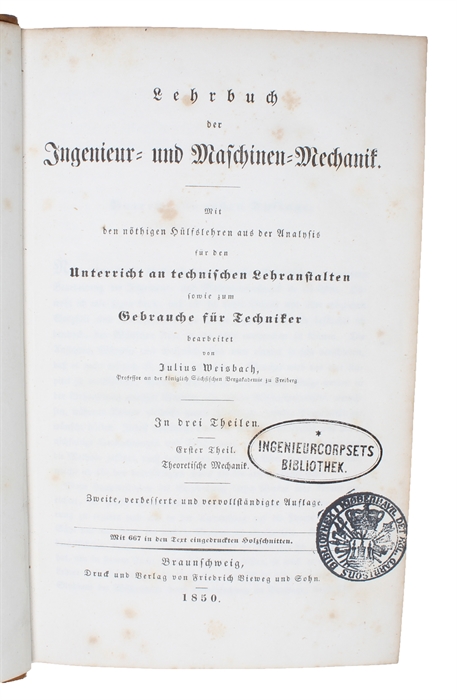 Lehrbuch
der
Ingenieur- und Maschinen-Mechanik.
Mit
den nöthigen Hülfslehren aus der Analysis
für den
Unterricht an technischen Lehranstalten
sowie zum
Gebrauche für Techniker
bearbeitet
von
Julius Weisbach,
Professor an der königlich Sächsischen Bergakademie zu Freiberg
In drei Theilen.
Erster Theil.
Theoretische Mechanik.
*
INGENIEURCORPSETS
BIBLIOTHEK.
Zweite, verbesserte und vervollständigte Auflage.
Mit 667 in den Text eingedruckten Holzschnitten.
Braunschweig,
Druck und Verlag von Friedrich Vieweg und Sohn.
1850.
GARNISONS BIBLIOTEK